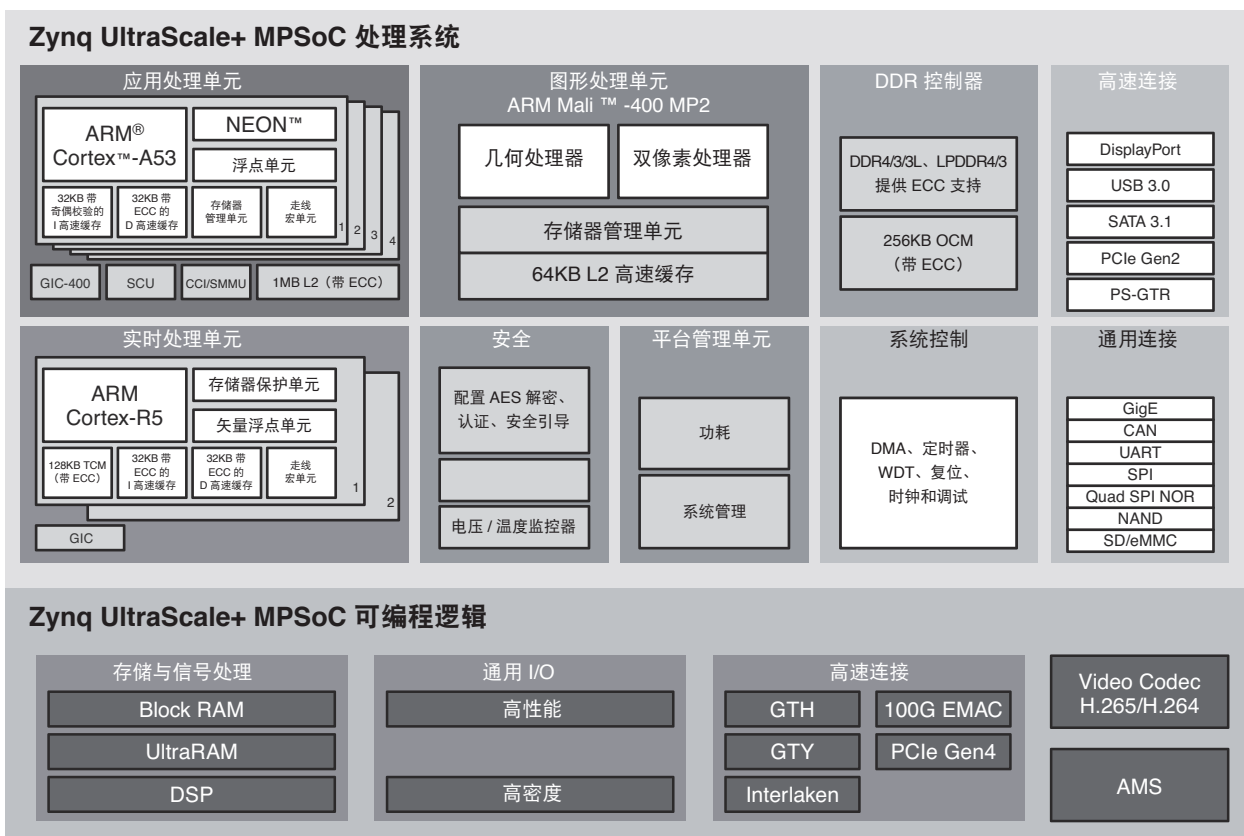 Zynq UltraScale+ MPSoC 处理系统
应用处理单元
ARM®
Cortex™-A53
NEON™
浮点单元
32KB 带
奇偶校验的
I 高速缓存
32KB 带
ECC 的
D 高速缓存
存储器
管理单元
走线
宏单元
1
2
3
4
GIC-400
SCU
CCI/SMMU
1MB L2（带 ECC）
图形处理单元
ARM Mali ™ -400 MP2
几何处理器
双像素处理器
存储器管理单元
64KB L2 高速缓存
DDR 控制器
DDR4/3/3L、LPDDR4/3
提供 ECC 支持
256KB OCM
（带 ECC）
高速连接
DisplayPort
USB 3.0
SATA 3.1
PCIe Gen2
PS-GTR
实时处理单元
ARM
Cortex-R5
存储器保护单元
矢量浮点单元
128KB TCM
（带 ECC）
32KB 带
ECC 的
I 高速缓存
32KB 带
ECC 的
D 高速缓存
走线
宏单元
1
2
GIC
安全
配置 AES 解密、
认证、安全引导
电压 / 温度监控器
平台管理单元
功耗
系统管理
系统控制
DMA、定时器、
WDT、复位、
时钟和调试
通用连接
GigE
CAN
UART
SPI
Quad SPI NOR
NAND
SD/eMMC
Zynq UltraScale+ MPSoC 可编程逻辑
存储与信号处理
Block RAM
UltraRAM
DSP
通用 I/O
高性能
高密度
高速连接
GTH
100G EMAC
GTY
PCIe Gen4
Interlaken
Video Codec
H.265/H.264
AMS